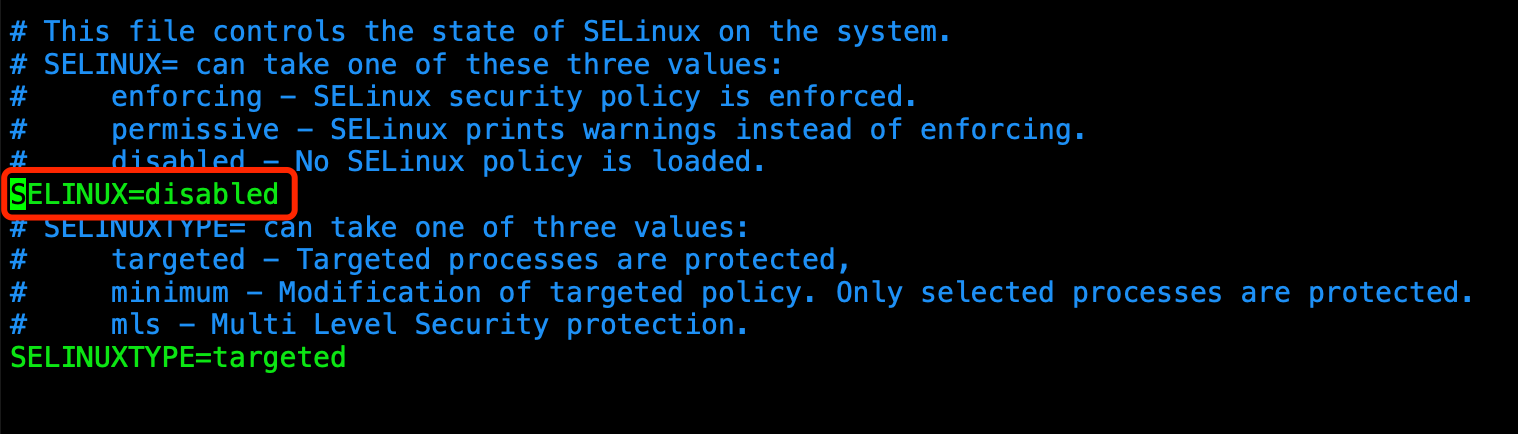 # This file controls the state of SELinux on the system.
# SELINUX= can take one of these three values:
#     enforcing - SELinux security policy is enforced.
#     permissive - SELinux prints warnings instead of enforcing.
#     disabled - No SELinux policy is loaded.
SELINUX=disabled
# SELINUXTYPE= can take one of three values:
#     targeted - Targeted processes are protected,
#     minimum - Modification of targeted policy. Only selected processes are protected.
#     mls - Multi Level Security protection.
SELINUXTYPE=targeted